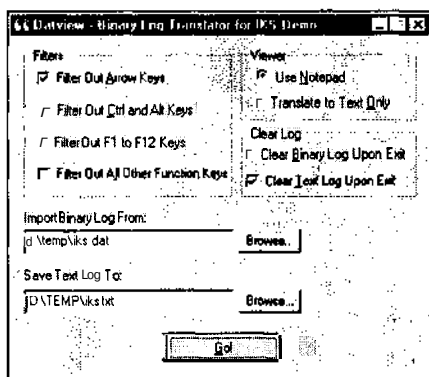 Datview - Binary Log Translator for IKS Demo
Filters
Filter Out Arrow Keys
Filter Out Ctrl and Alt Keys
Filter Out F1 to F12 Keys
Filter Out All Other Function Keys
Viewer
Use Notepad
Translate to Text Only
Clear Log
Clear Binary Log Upon Exit
Clear Text Log Upon Exit
Import Binary Log From:
d:\temp\iks.dat
Browse..
Save Text Log To:
D:\TEMP\iks.txt
Browse...
Go!